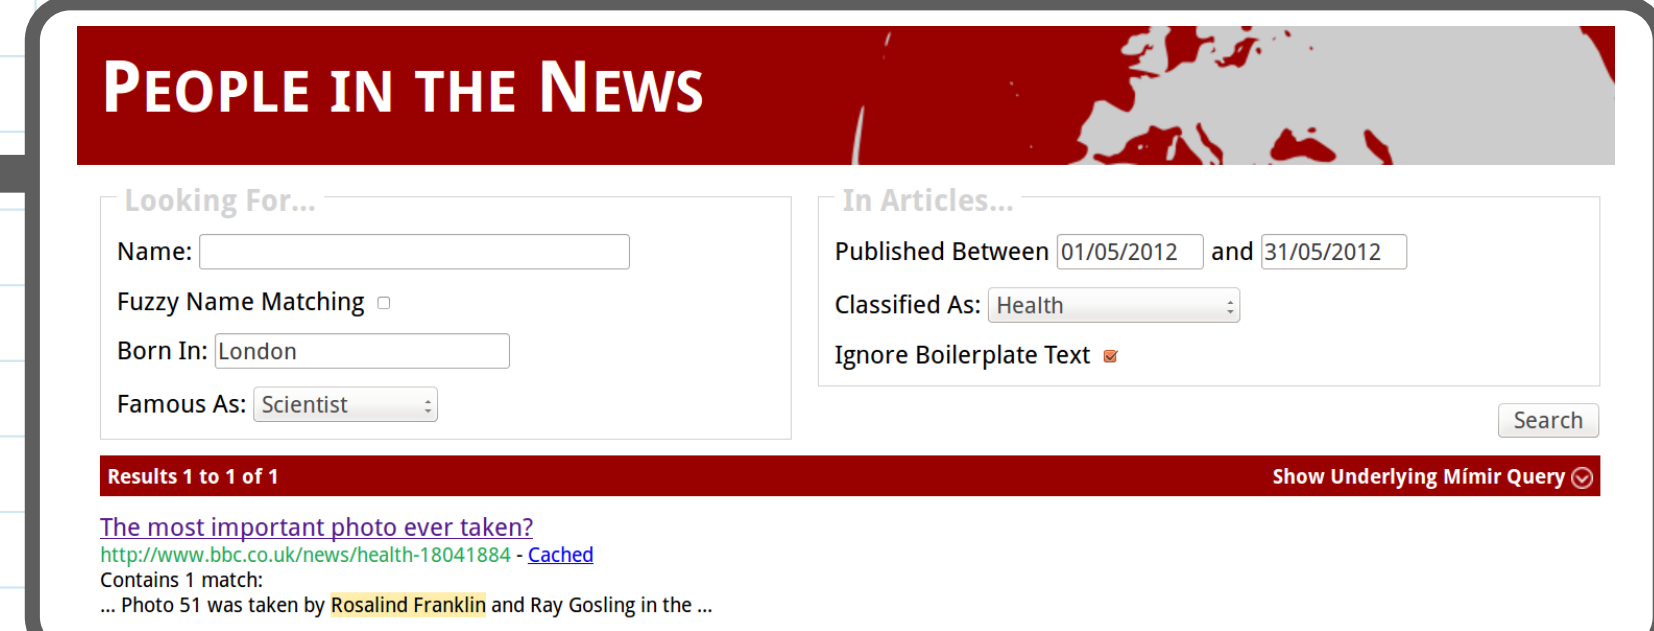 PEOPLE IN THE NEWS
Looking For...
Name:
Fuzzy Name Matching
Born In: London
Famous As: Scientist
In Articles...
Published Between 01/05/2012 and 31/05/2012
Classified As: Health
Ignore Boilerplate Text
Search
Results 1 to 1 of 1
Show Underlying Mímir Query
The most important photo ever taken?
http://www.bbc.co.uk/news/health-18041884 - Cached
Contains 1 match:
... Photo 51 was taken by Rosalind Franklin and Ray Gosling in the ...